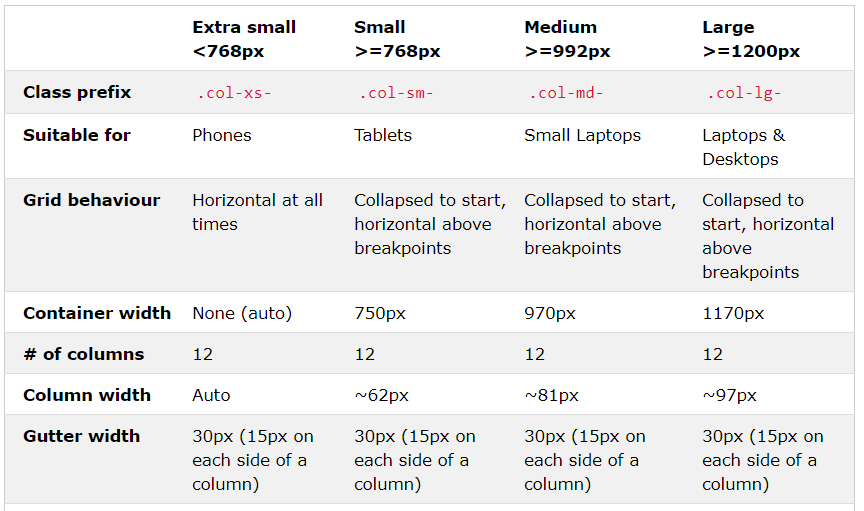 Extra small Small Medium Large
<768px >=768px >=992px >=1200px
Class prefix .col-xs- .col-sm- .col-md- .col-lg-
Suitable for Phones Tablets Small Laptops Laptops &
Desktops
Grid behaviour Horizontal at all Collapsed to start, Collapsed to start, Collapsed to
times horizontal above horizontal above start, horizontal
breakpoints breakpoints above
breakpoints
Container width None (auto) 750px 970px 1170px
# of columns 12 12 12 12
Column width Auto ~62px ~81px ~97px
Gutter width 30px (15px on 30px (15px on 30px (15px on 30px (15px on
each side of a each side of a each side of a each side of a
column) column) column) column)